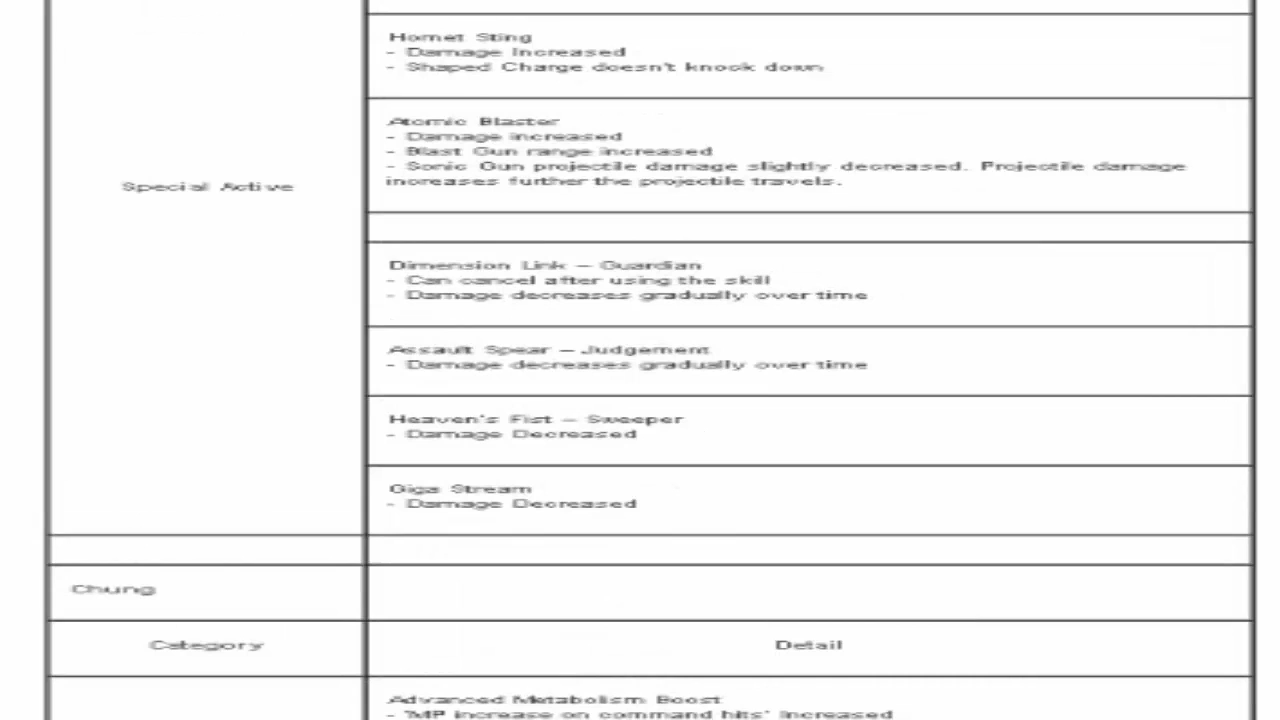 Hornet Sting
- Damage Increased
- Shaped Charge doesn't knock down
Atomic Blaster
- Damage increased
- Blast Gun range increased
- Sonic Gun projectile damage slightly decreased. Projectile damage
increases further the projectile travels.
Special Active
Dimension Link – Guardian
- Can cancel after using the skill
- Damage decreases gradually over time
Assault Spear – Judgement
- Damage decreases gradually over time
Heaven's Fist – Sweeper
- Damage Decreased
Giga Stream
- Damage Decreased
Chung
Category
Detail
Advanced Metabolism Boost
- 'MP increase on command hits' Increased